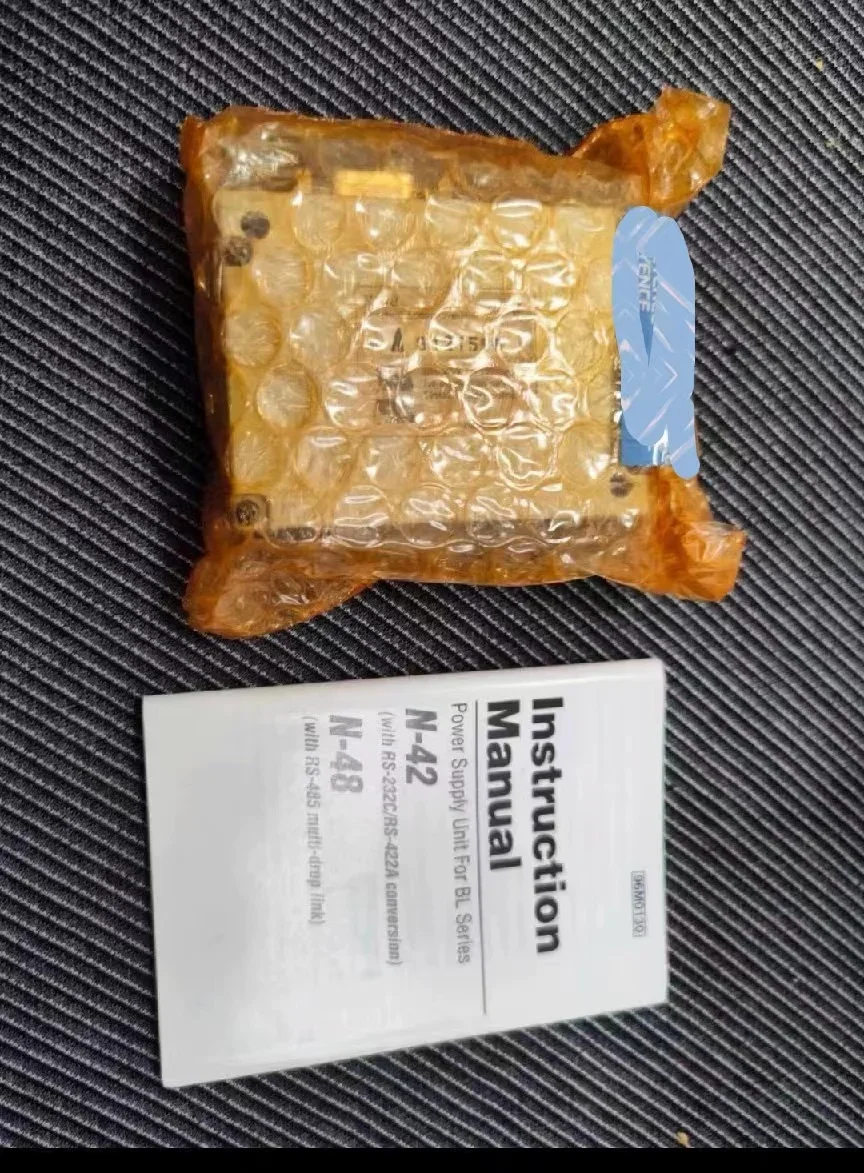 YENCE
96M0130
Instruction
Manual
Power Supply Unit For BL Series
N-42
(with RS-232C/RS-422A conversion)
N-48
(with RS-485 multi-drop link)